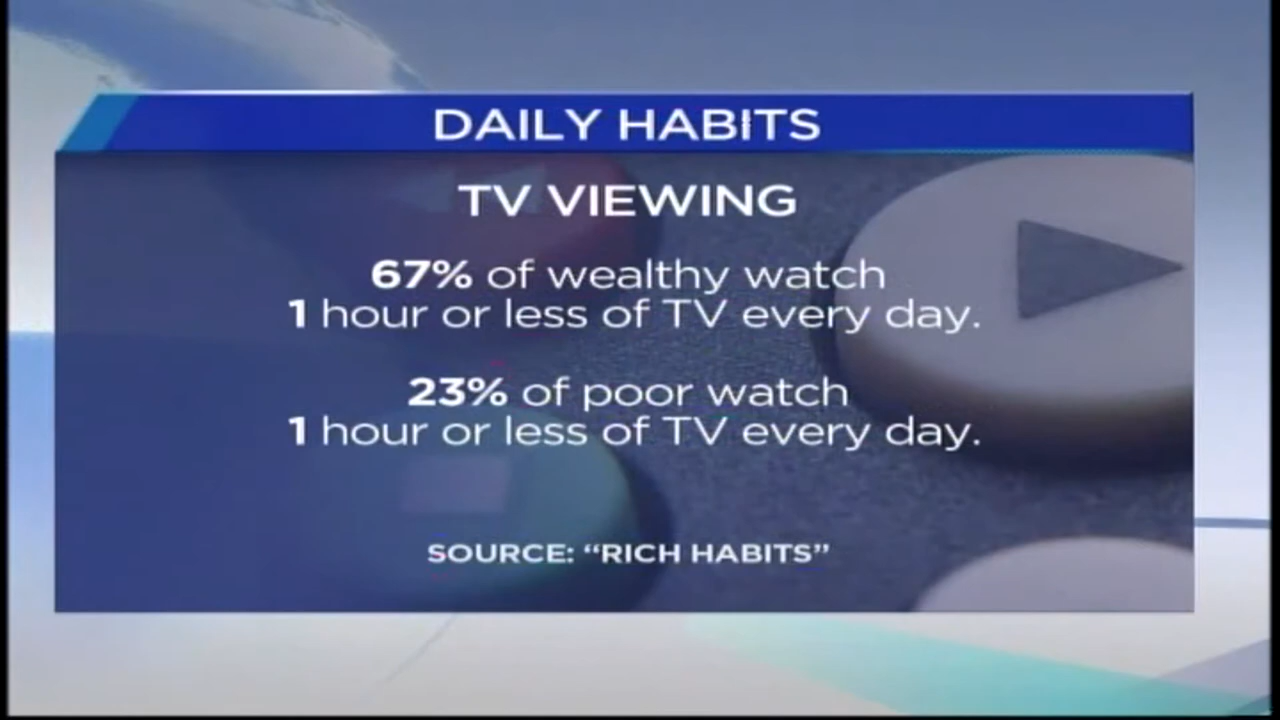 DAILY HABITS
TV VIEWING
67% of wealthy watch
1 hour or less of TV every day.
23% of poor watch
1 hour or less of TV every day.
SOURCE: “RICH HABITS”